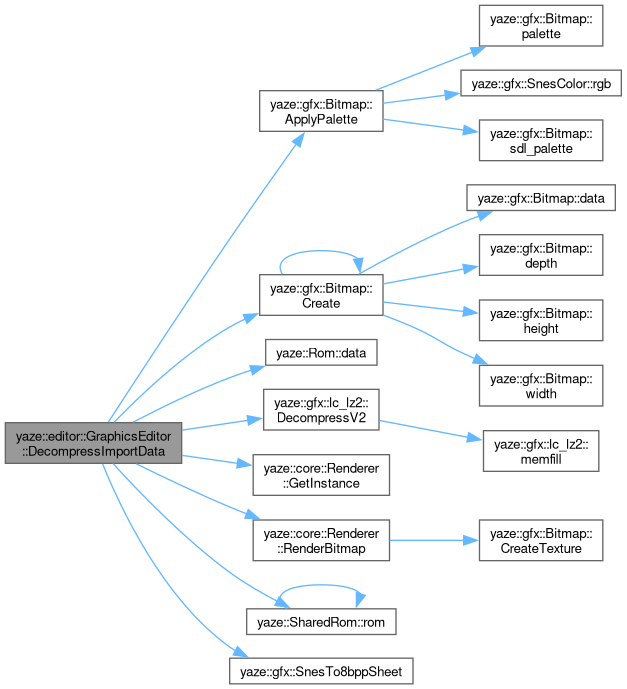 yaze::gfx::Bitmap::
palette
yaze::gfx::Bitmap::
ApplyPalette
yaze::gfx::SnesColor::rgb
yaze::gfx::Bitmap::
sdl_palette
yaze::gfx::Bitmap::data
yaze::gfx::Bitmap::
depth
yaze::gfx::Bitmap::
Create
yaze::gfx::Bitmap::
height
yaze::Rom::data
yaze::gfx::Bitmap::
width
yaze::gfx::lc_lz2::
DecompressV2
yaze::editor::GraphicsEditor
::DecompressImportData
yaze::gfx::lc_lz2::
memfill
yaze::core::Renderer
::GetInstance
yaze::core::Renderer
::RenderBitmap
yaze::gfx::Bitmap::
CreateTexture
yaze::SharedRom::rom
yaze::gfx::SnesTo8bppSheet